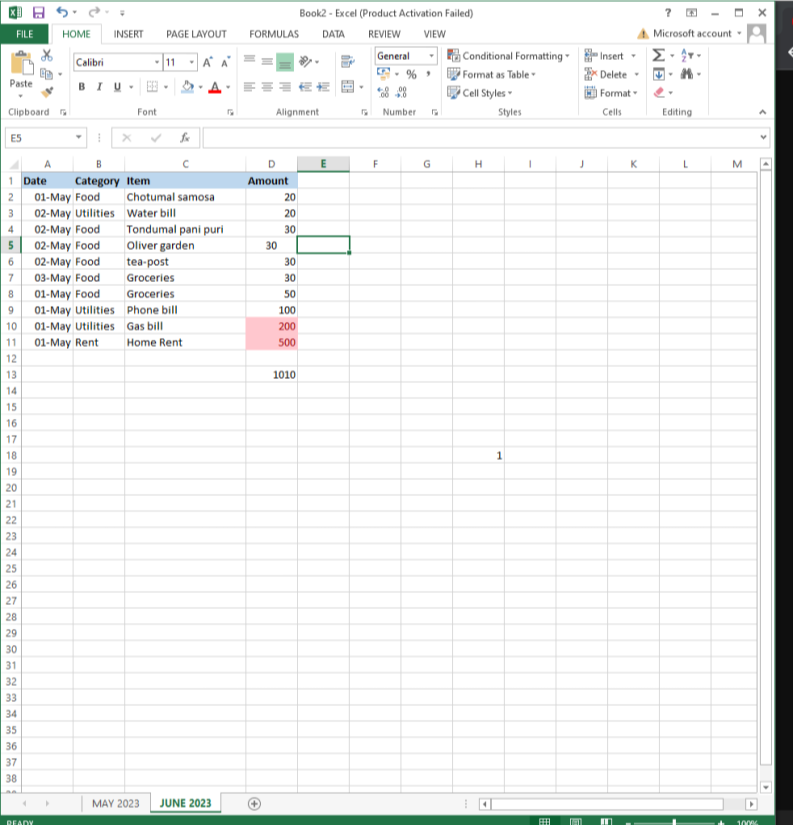 Book2 - Excel (Product Activation Failed) ?
FILE HOME INSERT PAGE LAYOUT FORMULAS DATA REVIEW VIEW Microsoft account
Calibri 11 General Conditional Formatting Insert
Paste B I U A % Format as Table Delete
Cell Styles Format
Clipboard Font Alignment Number Styles Cells Editing
E5 fx
A B C D E F G H I J K L M
1 Date Category Item Amount
2 01-May Food Chotumal samosa 20
3 02-May Utilities Water bill 20
4 02-May Food Tondumal pani puri 30
5 02-May Food Oliver garden 30
6 02-May Food tea-post 30
7 03-May Food Groceries 30
8 01-May Food Groceries 50
9 01-May Utilities Phone bill 100
10 01-May Utilities Gas bill 200
11 01-May Rent Home Rent 500
12
13 1010
14
15
16
17
18 1
19
20
21
22
23
24
25
26
27
28
29
30
31
32
33
34
35
36
37
38
MAY 2023 JUNE 2023
READY 100%